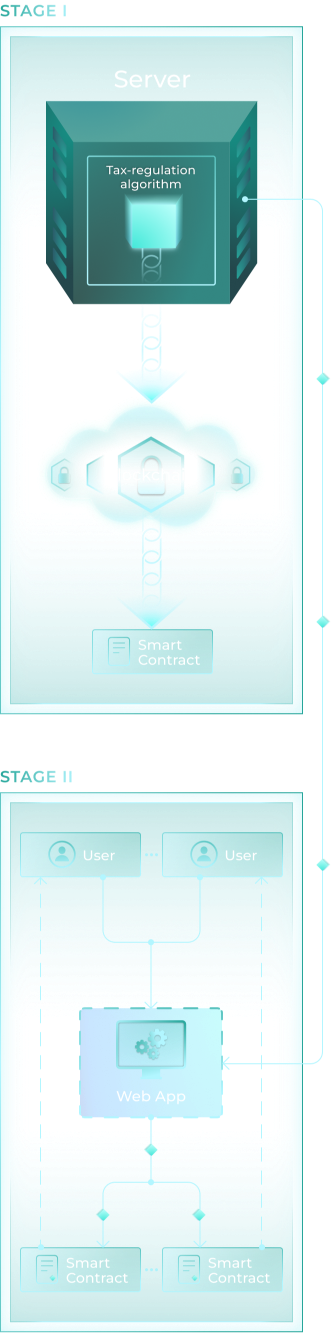 STAGE I
Server
Tax-regulation
algorithm
Smart
Contract
STAGE II
User
User
Web App
Smart
Contract
Smart
Contract